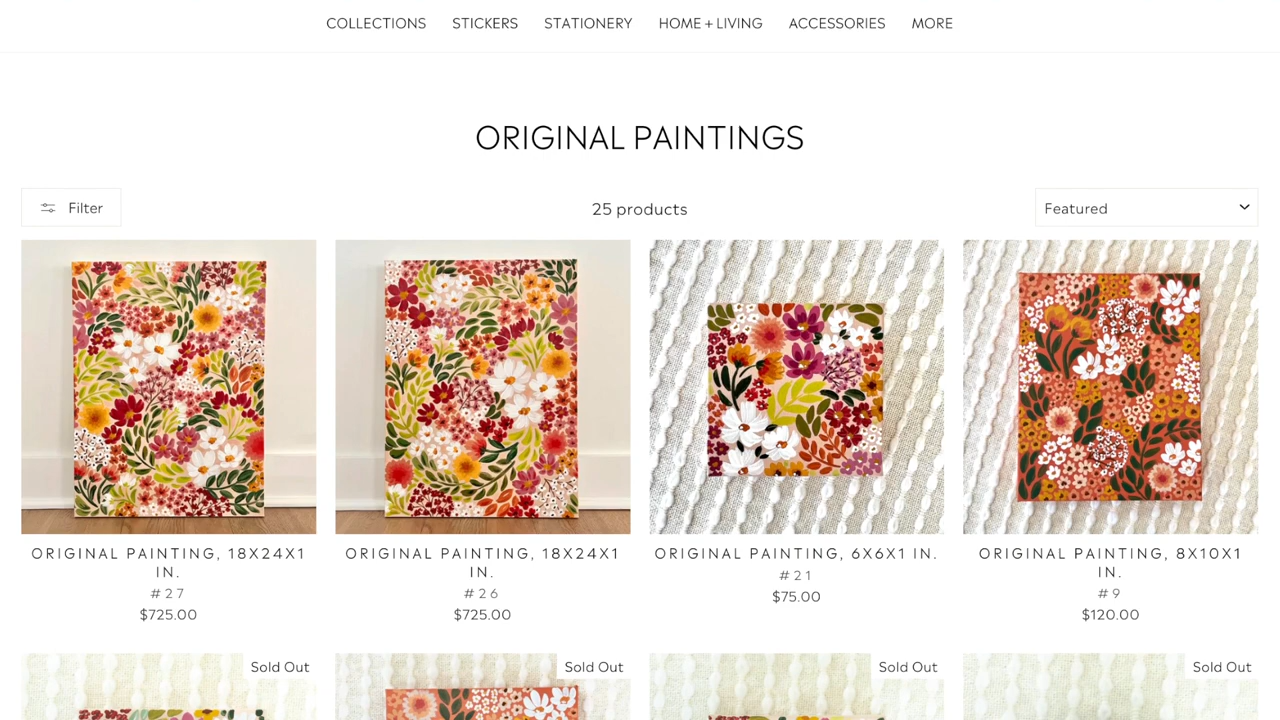 COLLECTIONS STICKERS STATIONERY HOME + LIVING ACCESSORIES MORE
ORIGINAL PAINTINGS
Filter
25 products
Featured
ORIGINAL PAINTING, 18X24X1
IN.
#27
$725.00
ORIGINAL PAINTING, 18X24X1
IN.
#26
$725.00
ORIGINAL PAINTING, 6X6X1 IN.
#21
$75.00
ORIGINAL PAINTING, 8X10X1
IN.
#9
$120.00
Sold Out
Sold Out
Sold Out
Sold Out